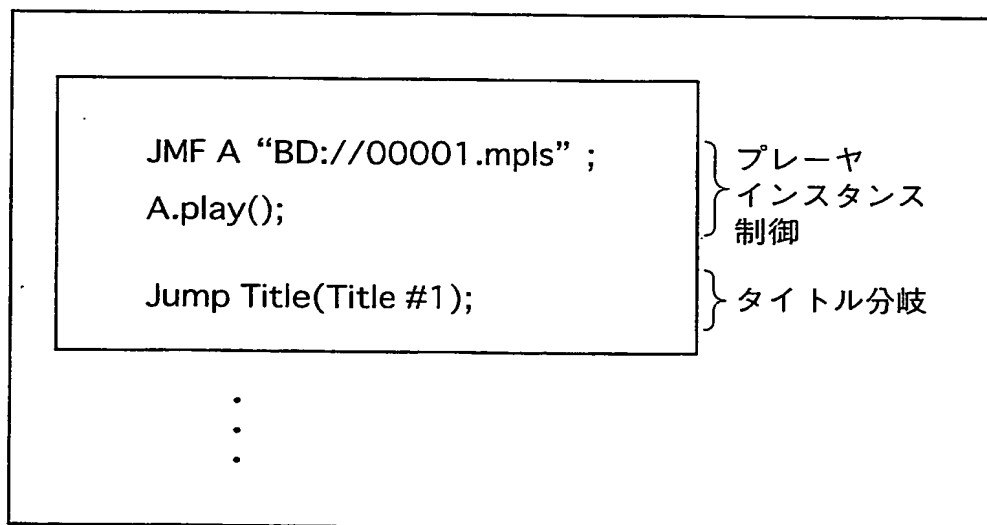 JMF A “BD://00001.mpls” ;
A.play();
プレーヤ
インスタンス
制御
Jump Title(Title #1);
タイトル分岐